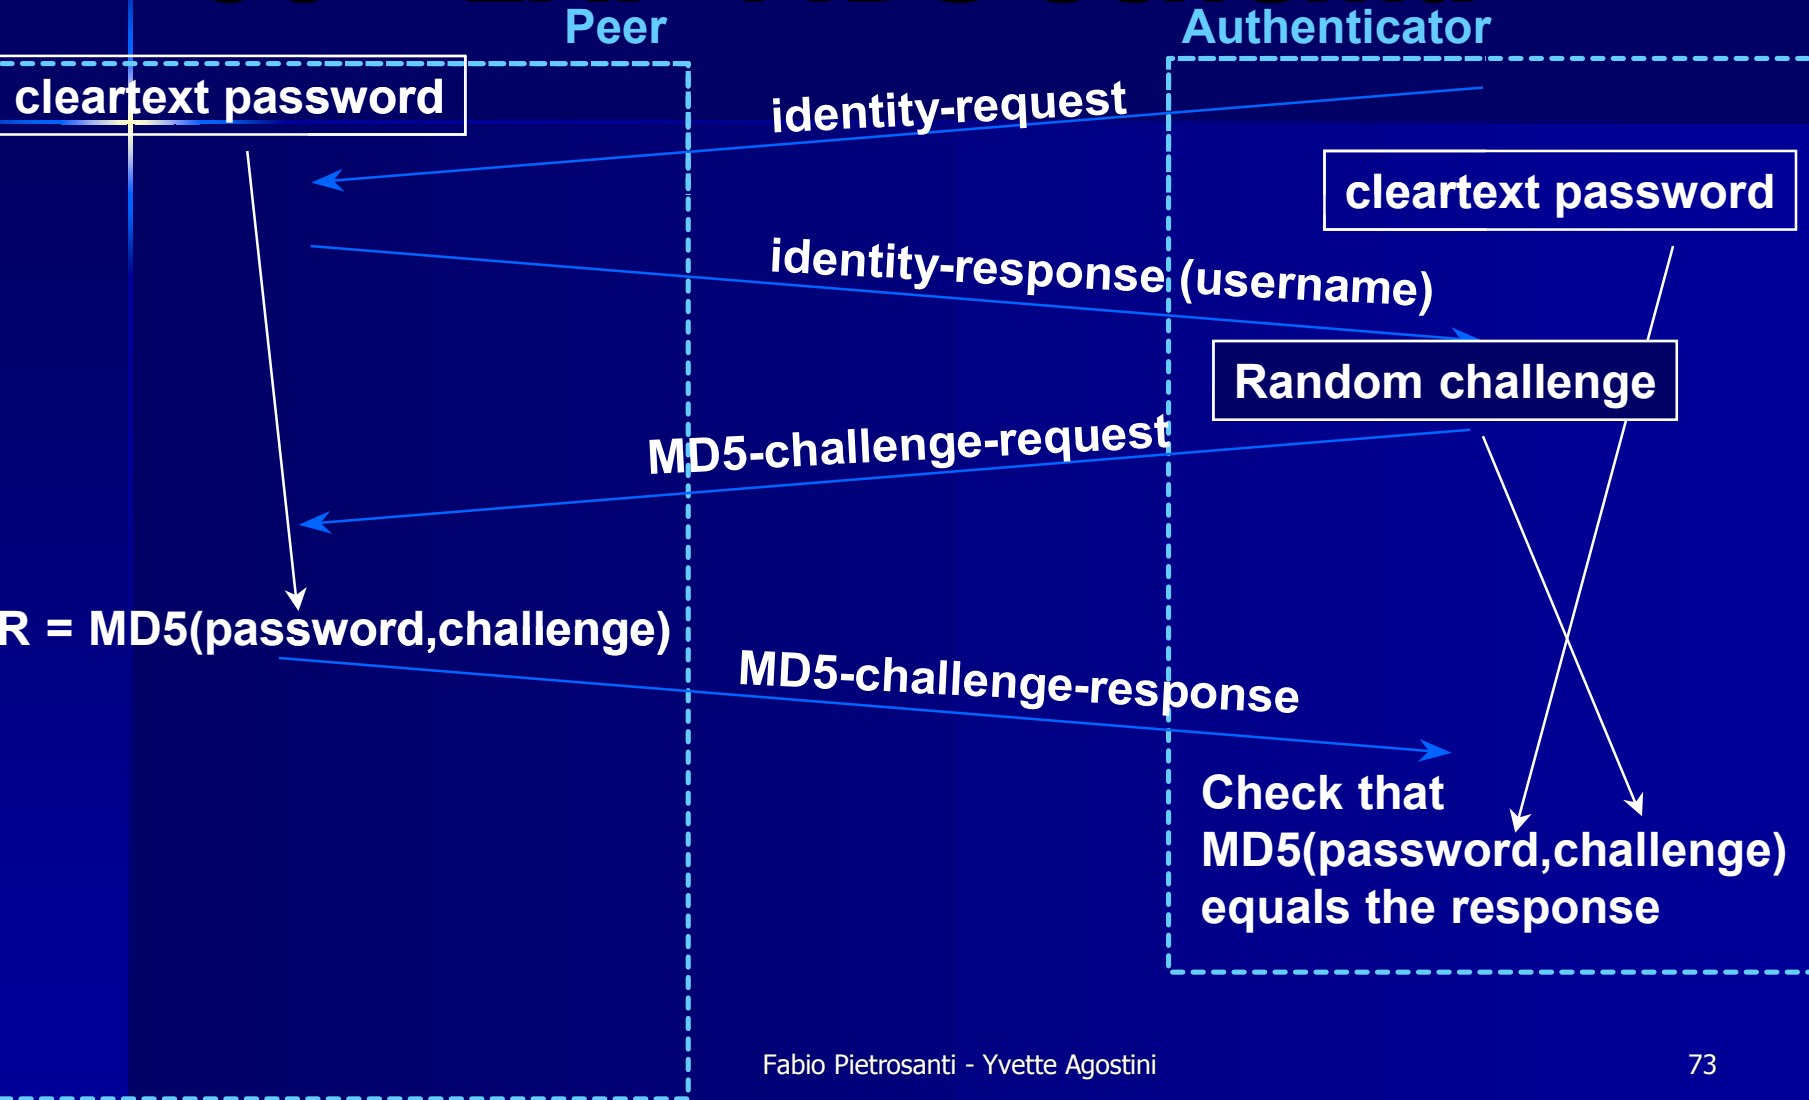 Peer
Authenticator
cleartext password
identity-request
cleartext password
identity-response (username)
Random challenge
MD5-challenge-request
R = MD5(password,challenge)
MD5-challenge-response
Check that
MD5(password,challenge)
equals the response
Fabio Pietrosanti - Yvette Agostini
73